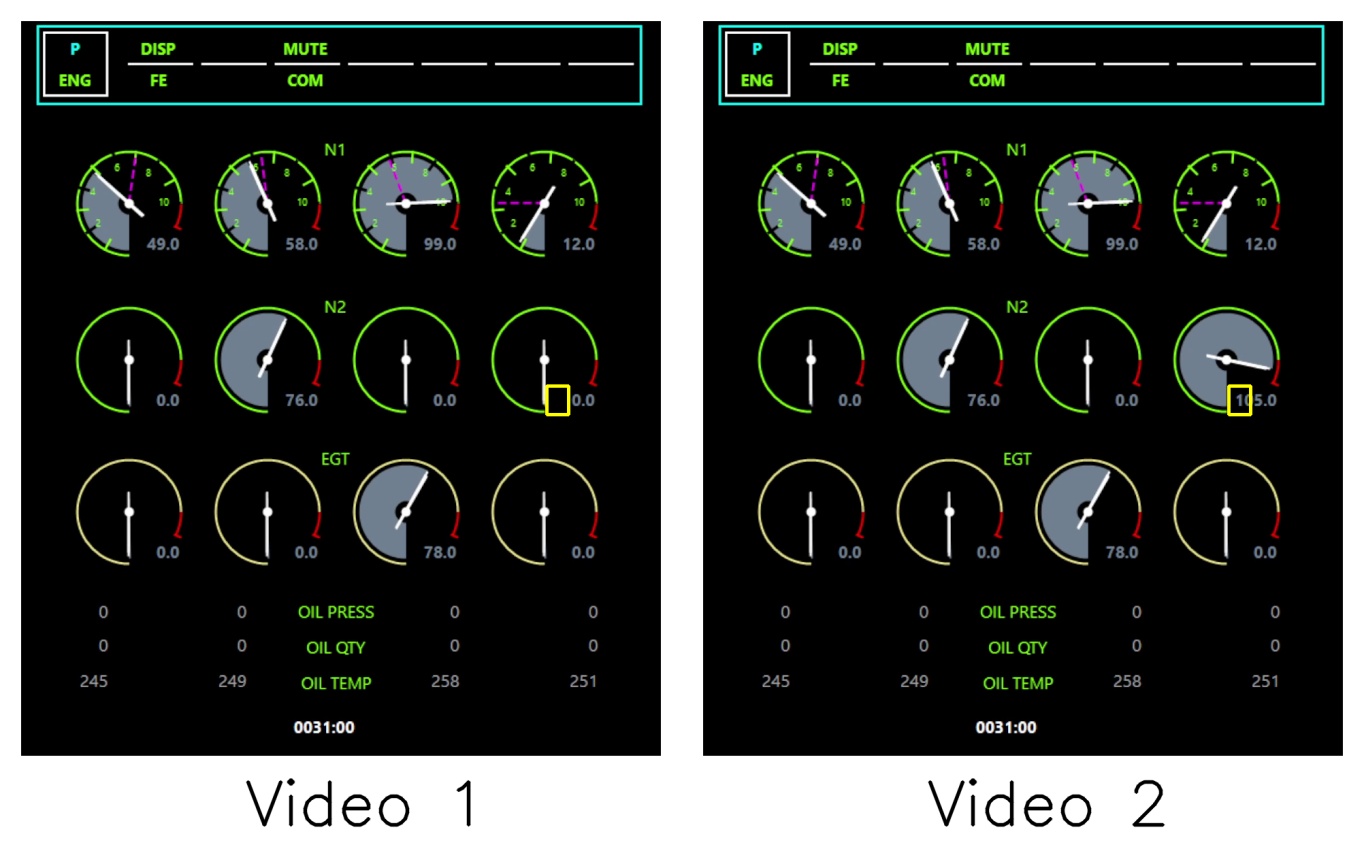 P DISP MUTE
ENG FE COM
P DISP MUTE
ENG FE COM
N1
2 4 6 8 10
49.0
6 8 10
58.0
4 6 8 10
99.0
2 4 6 8 10
12.0
N1
2 4 6 8 10
49.0
6 8 10
58.0
4 6 8 10
99.0
2 4 6 8 10
12.0
N2
0.0 76.0 0.0 0.0
N2
0.0 76.0 0.0 105.0
EGT
0.0 0.0 78.0 0.0
EGT
0.0 0.0 78.0 0.0
0 0 OIL PRESS 0 0
0 0 OIL QTY 0 0
245 249 OIL TEMP 258 251
0031:00
0 0 OIL PRESS 0 0
0 0 OIL QTY 0 0
245 249 OIL TEMP 258 251
0031:00
Video 1
Video 2